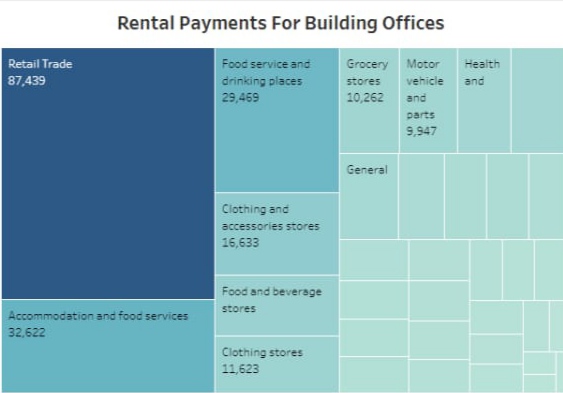 Rental Payments For Building Offices
Retail Trade
87,439
Accommodation and food services
32,622
Food service and
drinking places
29,469
Clothing and
accessories stores
16,633
Food and beverage
stores
Clothing stores
11,623
Grocery
stores
10,262
Motor
vehicle
and
parts
9,947
Health
and
General